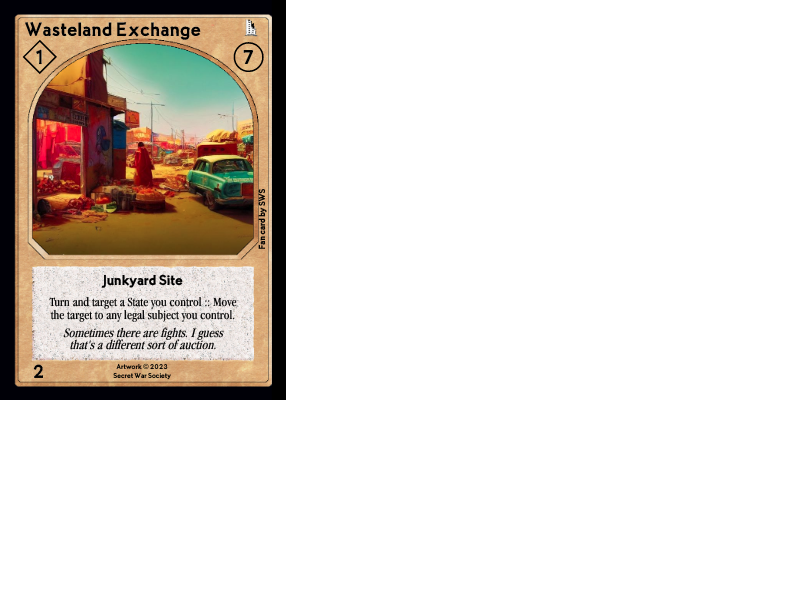 Wasteland Exchange
1
7
Fan card by SWS
Junkyard Site
Turn and target a State you control :: Move
the target to any legal subject you control.
Sometimes there are fights. I guess
that's a different sort of auction.
2
Artwork © 2023
Secret War Society